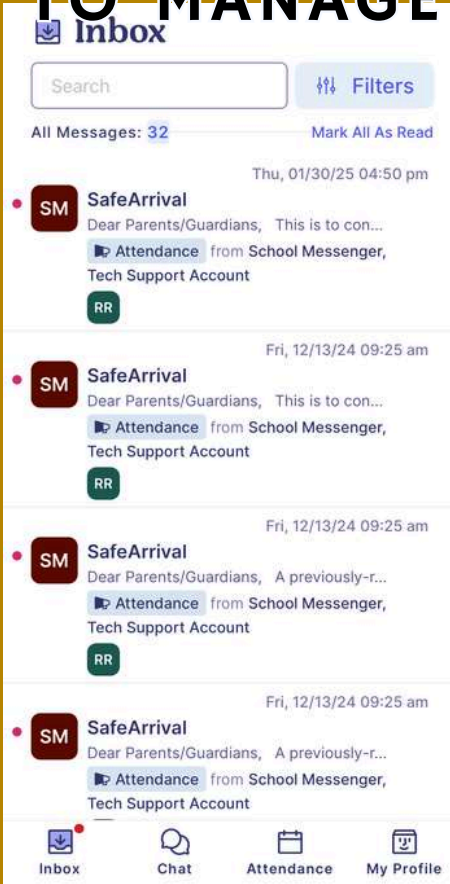 TO MANAGE
Inbox
Search
Filters
All Messages: 32
Mark All As Read
Thu, 01/30/25 04:50 pm
SM
SafeArrival
Dear Parents/Guardians, This is to con...
Attendance from School Messenger,
Tech Support Account
RR
Fri, 12/13/24 09:25 am
SM
SafeArrival
Dear Parents/Guardians, This is to con...
Attendance from School Messenger,
Tech Support Account
RR
Fri, 12/13/24 09:25 am
SM
SafeArrival
Dear Parents/Guardians, A previously-r...
Attendance from School Messenger,
Tech Support Account
RR
Fri, 12/13/24 09:25 am
SM
SafeArrival
Dear Parents/Guardians, A previously-r...
Attendance from School Messenger,
Tech Support Account
Inbox
Chat
Attendance
My Profile